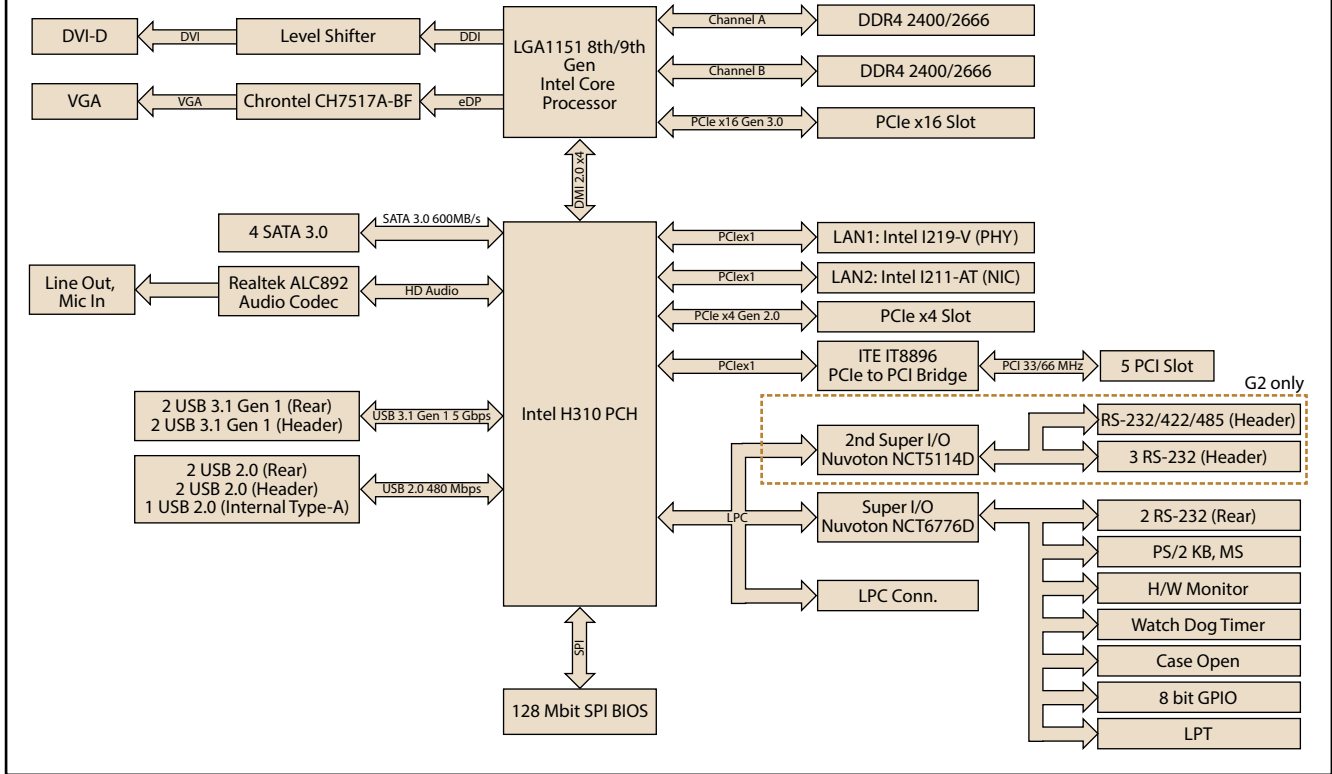 DVI-D
DVI
Level Shifter
DDI
LGA1151 8th/9th
Gen
Intel Core
Processor
Channel A
DDR4 2400/2666
Channel B
DDR4 2400/2666
VGA
VGA
Chrontel CH7517A-BF
eDP
PCIe x16 Gen 3.0
PCIe x16 Slot
DMI 2.0 x4
4 SATA 3.0
SATA 3.0 600MB/s
PCIex1
LAN1: Intel I219-V (PHY)
Line Out,
Mic In
Realtek ALC892
Audio Codec
HD Audio
PCIex1
LAN2: Intel I211-AT (NIC)
PCIe x4 Gen 2.0
PCIe x4 Slot
PCIex1
ITE IT8896
PCIe to PCI Bridge
PCI 33/66 MHz
5 PCI Slot
G2 only
2 USB 3.1 Gen 1 (Rear)
2 USB 3.1 Gen 1 (Header)
USB 3.1 Gen 1 5 Gbps
Intel H310 PCH
2nd Super I/O
Nuvoton NCT5114D
RS-232/422/485 (Header)
3 RS-232 (Header)
2 USB 2.0 (Rear)
2 USB 2.0 (Header)
1 USB 2.0 (Internal Type-A)
USB 2.0 480 Mbps
LPC
Super I/O
Nuvoton NCT6776D
2 RS-232 (Rear)
PS/2 KB, MS
H/W Monitor
LPC Conn.
Watch Dog Timer
Case Open
8 bit GPIO
LPT
SPI
128 Mbit SPI BIOS